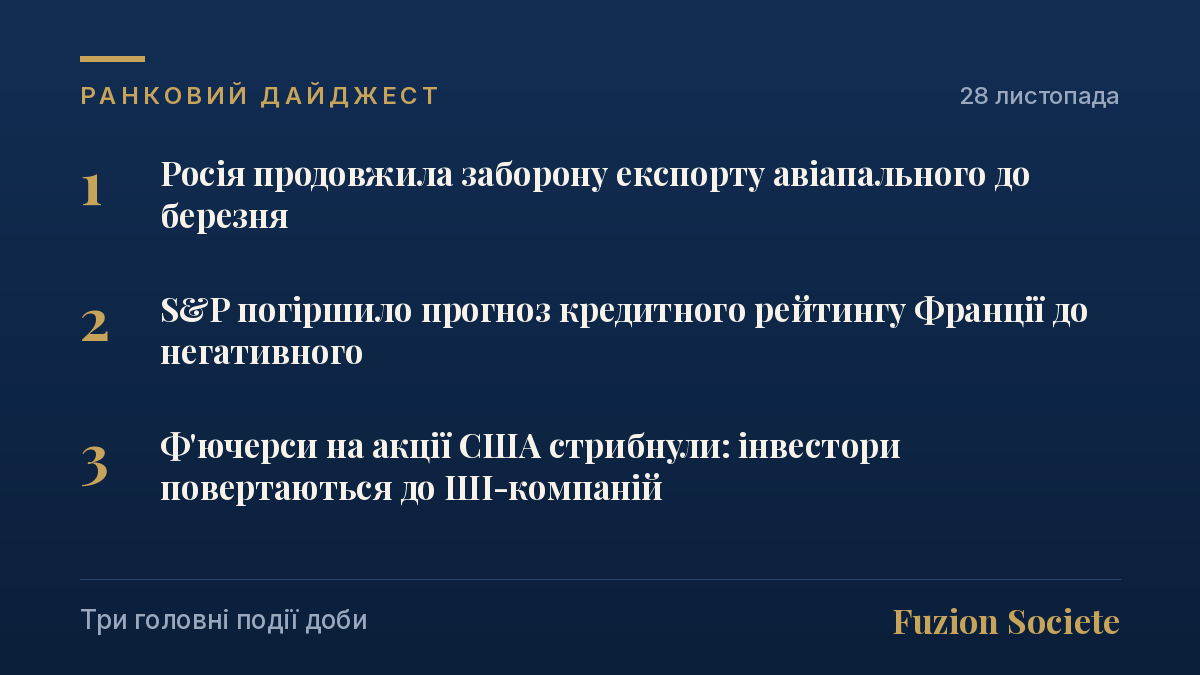 РАНКОВИЙ ДАЙДЖЕСТ
28 листопада
1
Росія продовжила заборону експорту авіапального до
березня
2
S&P погіршило прогноз кредитного рейтингу Франції до
негативного
3
Ф'ючерси на акції США стрибнули: інвестори
повертаються до ШІ-компаній
Три головні події доби
Fuzion Societe